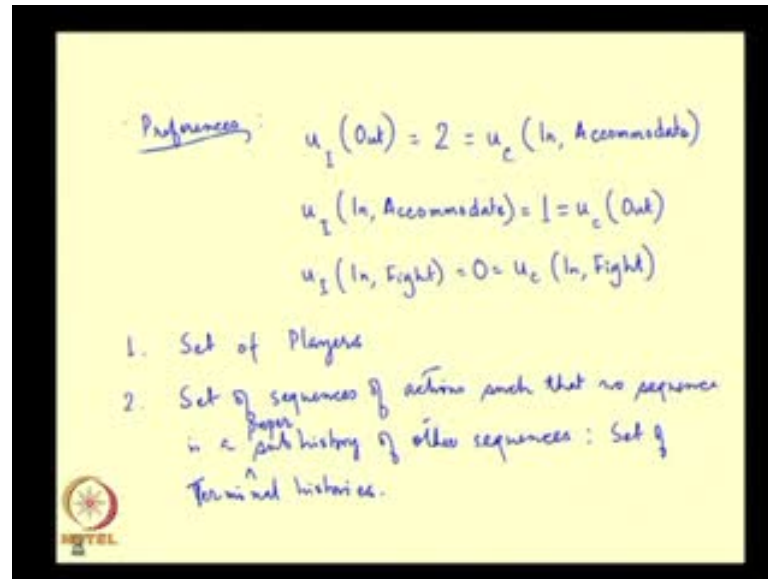 Preferences: u_I (Out) = 2 = u_c (In, Accommodate)
u_I (In, Accommodate) = 1 = u_c (Out)
u_I (In, Fight) = 0 = u_c (In, Fight)
1. Set of Players
2. Set of sequences of actions such that no sequence
is a proper subhistory of other sequences : Set of
Terminal histories.
NPTEL